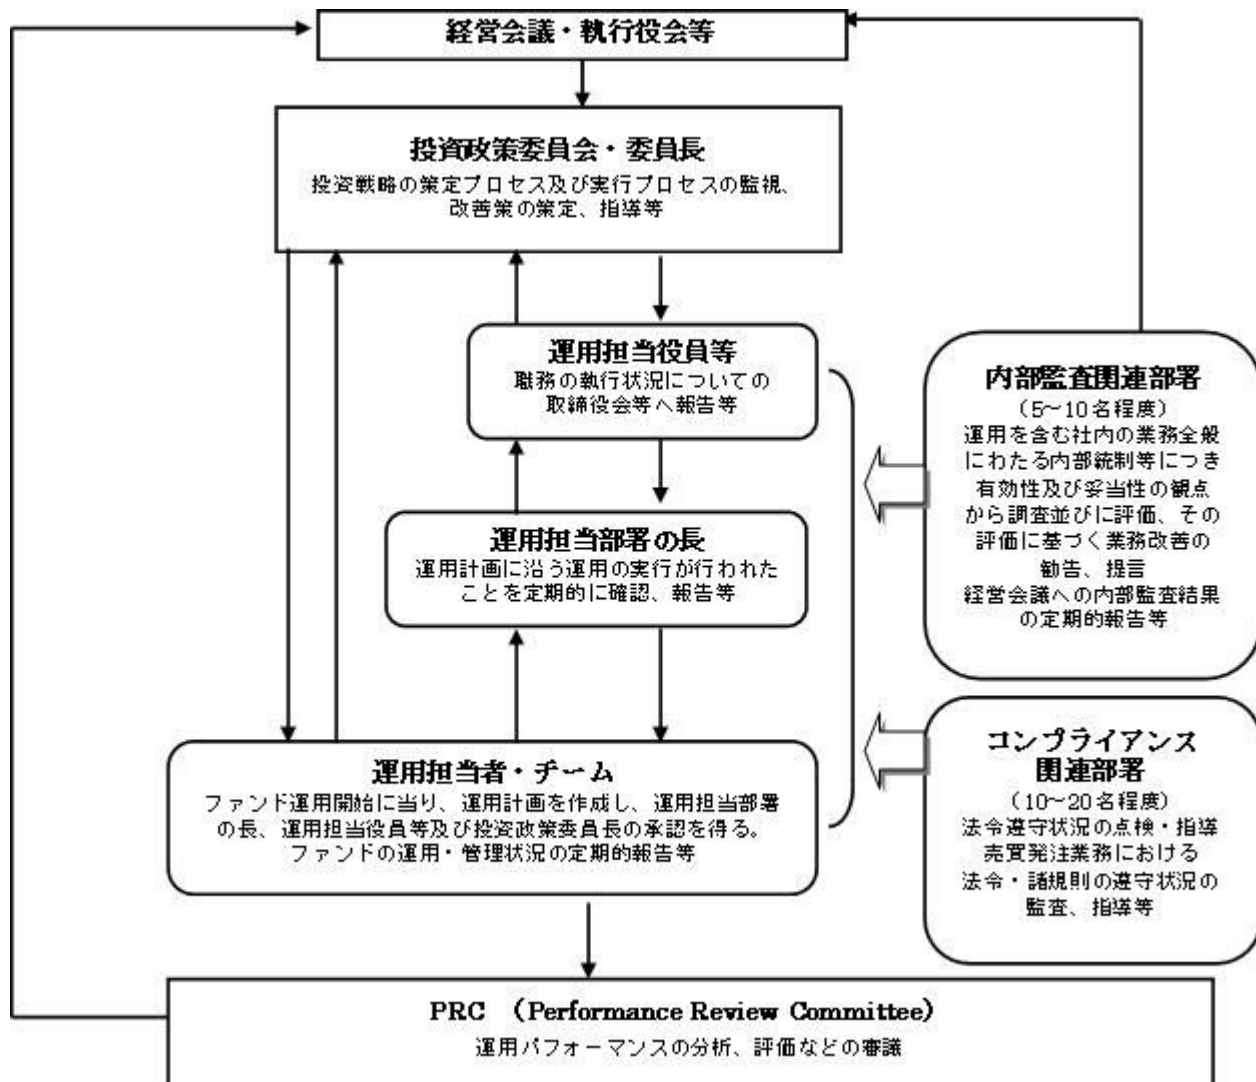 経営会議・執行役会等
投資政策委員会・委員長
投資戦略の策定プロセス及び実行プロセスの監視、
改善策の策定、指導等
運用担当役員等
職務の執行状況についての
取締役会等へ報告等
運用担当部署の長
運用計画に沿う運用の実行が行われた
ことを定期的に確認、報告等
運用担当者・チーム
ファンド運用開始に当り、運用計画を作成し、運用担当部署
の長、運用担当役員等及び投資政策委員長の承認を得る。
ファンドの運用・管理状況の定期的報告等
内部監査関連部署
（5～10名程度）
運用を含む社内の業務全般
にわたる内部統制等につき
有効性及び妥当性の観点
から調査並びに評価、その
評価に基づく業務改善の
勧告、提言
経営会議への内部監査結果
の定期的報告等
コンプライアンス
関連部署
（10～20名程度）
法令遵守状況の点検・指導
売買発注業務における
法令・諸規則の遵守状況の
監査、指導等
PRC （Performance Review Committee）
運用パフォーマンスの分析、評価などの審議